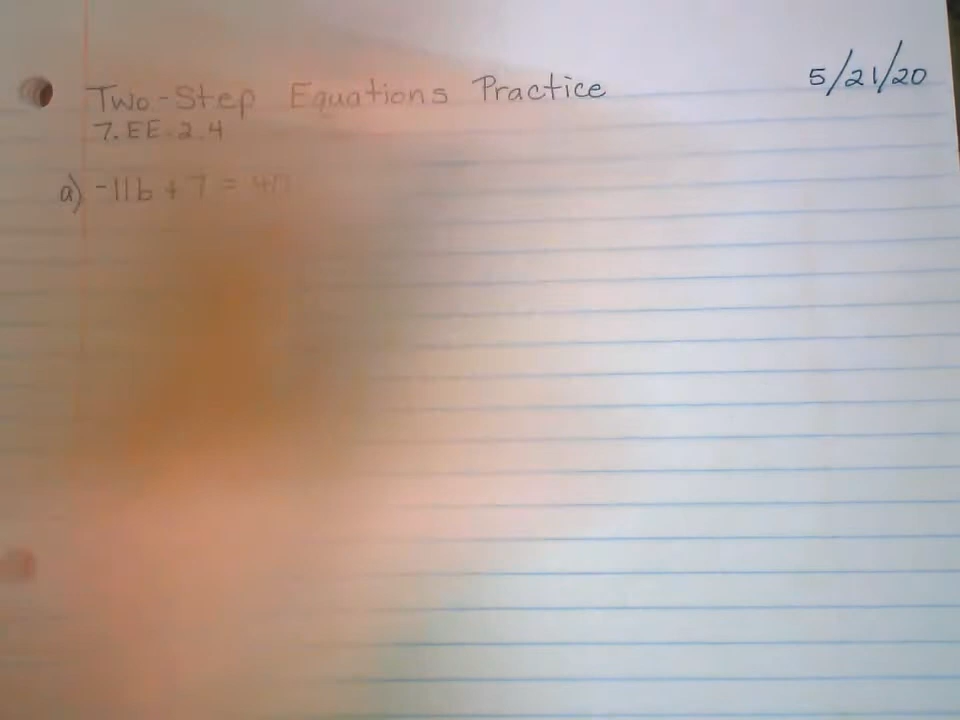 Two-Step Equations Practice 5/21/20
7.EE.2.4
a) -11b + 7 = 40